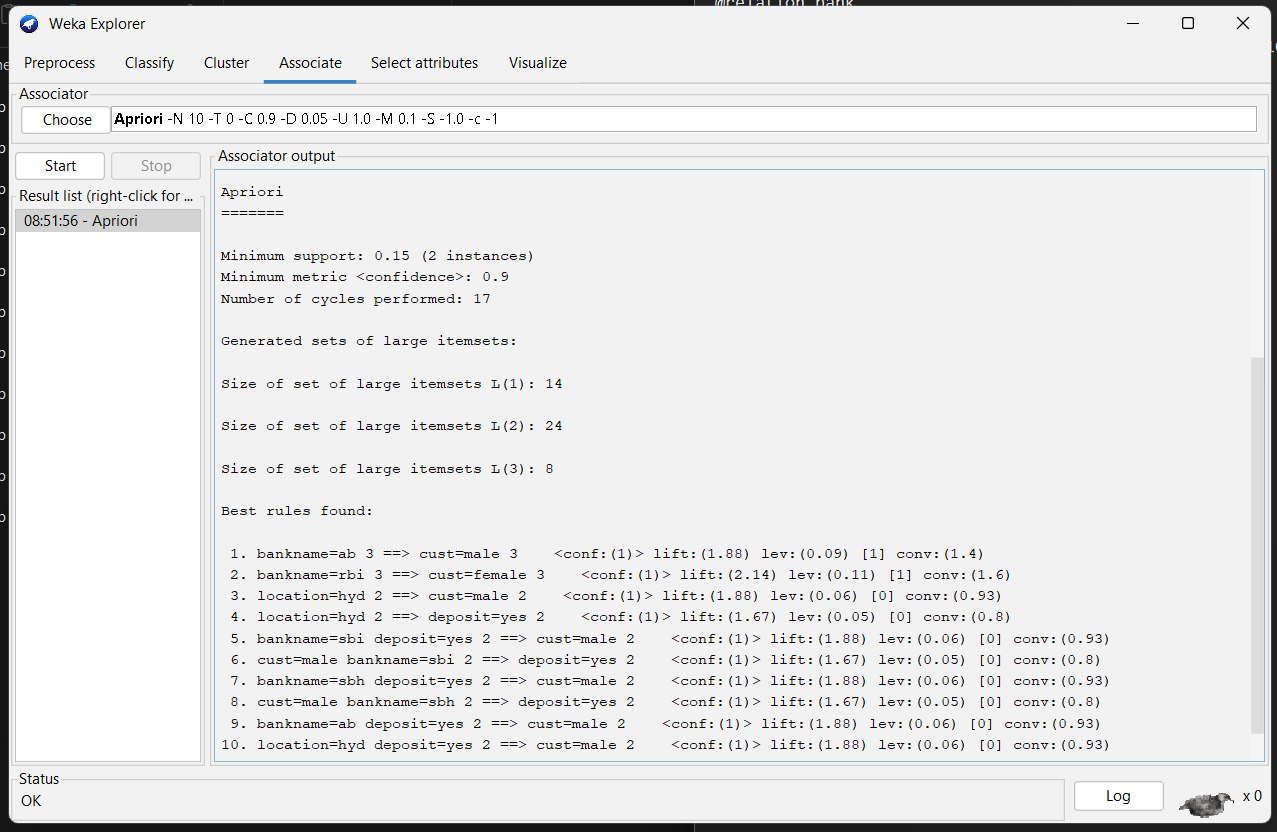 @relation bank
Weka Explorer
Preprocess Classify Cluster Associate Select attributes Visualize
Associator
Choose Apriori -N 10 -T 0 -C 0.9 -D 0.05 -U 1.0 -M 0.1 -S -1.0 -c -1
Start Stop
Associator output
Result list (right-click for ...
08:51:56 - Apriori
Apriori
=======
Minimum support: 0.15 (2 instances)
Minimum metric <confidence>: 0.9
Number of cycles performed: 17
Generated sets of large itemsets:
Size of set of large itemsets L(1): 14
Size of set of large itemsets L(2): 24
Size of set of large itemsets L(3): 8
Best rules found:
1. bankname=ab 3 ==> cust=male 3 <conf:(1)> lift:(1.88) lev:(0.09) [1] conv:(1.4)
2. bankname=rbi 3 ==> cust=female 3 <conf:(1)> lift:(2.14) lev:(0.11) [1] conv:(1.6)
3. location=hyd 2 ==> cust=male 2 <conf:(1)> lift:(1.88) lev:(0.06) [0] conv:(0.93)
4. location=hyd 2 ==> deposit=yes 2 <conf:(1)> lift:(1.67) lev:(0.05) [0] conv:(0.8)
5. bankname=sbi deposit=yes 2 ==> cust=male 2 <conf:(1)> lift:(1.88) lev:(0.06) [0] conv:(0.93)
6. cust=male bankname=sbi 2 ==> deposit=yes 2 <conf:(1)> lift:(1.67) lev:(0.05) [0] conv:(0.8)
7. bankname=sbh deposit=yes 2 ==> cust=male 2 <conf:(1)> lift:(1.88) lev:(0.06) [0] conv:(0.93)
8. cust=male bankname=sbh 2 ==> deposit=yes 2 <conf:(1)> lift:(1.67) lev:(0.05) [0] conv:(0.8)
9. bankname=ab deposit=yes 2 ==> cust=male 2 <conf:(1)> lift:(1.88) lev:(0.06) [0] conv:(0.93)
10. location=hyd deposit=yes 2 ==> cust=male 2 <conf:(1)> lift:(1.88) lev:(0.06) [0] conv:(0.93)
Status
OK
Log
x 0